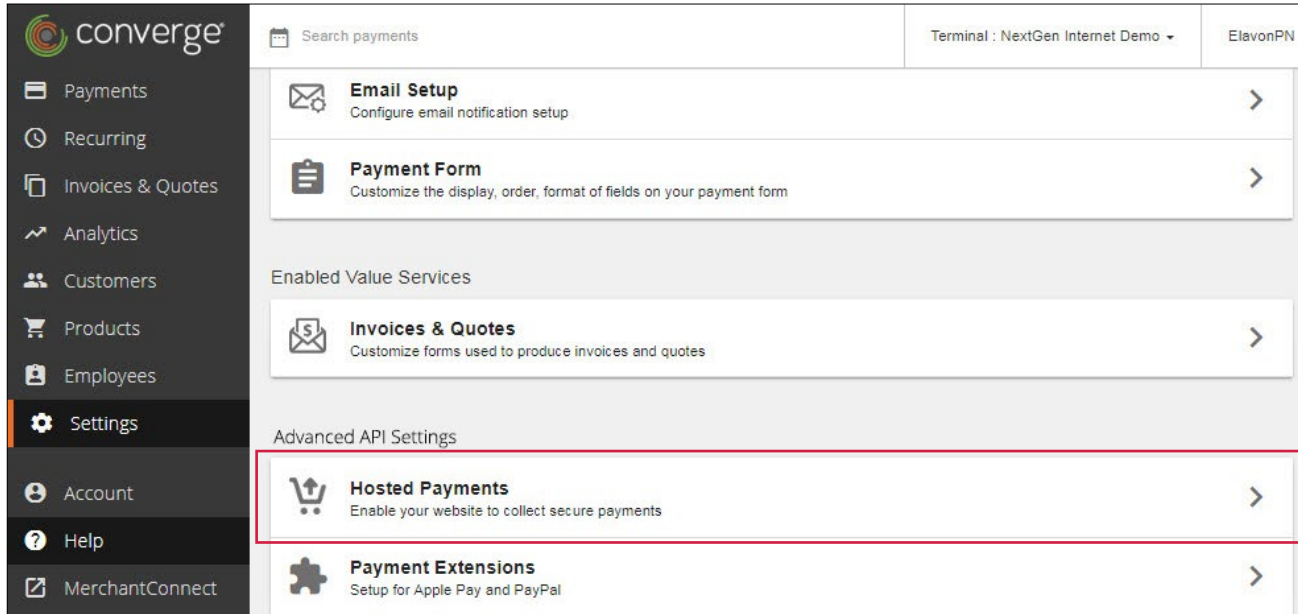 converge®
Search payments
Terminal : NextGen Internet Demo
ElavonPN
Payments
Recurring
Invoices & Quotes
Analytics
Customers
Products
Employees
Settings
Account
Help
MerchantConnect
Email Setup
Configure email notification setup
Payment Form
Customize the display, order, format of fields on your payment form
Enabled Value Services
Invoices & Quotes
Customize forms used to produce invoices and quotes
Advanced API Settings
Hosted Payments
Enable your website to collect secure payments
Payment Extensions
Setup for Apple Pay and PayPal